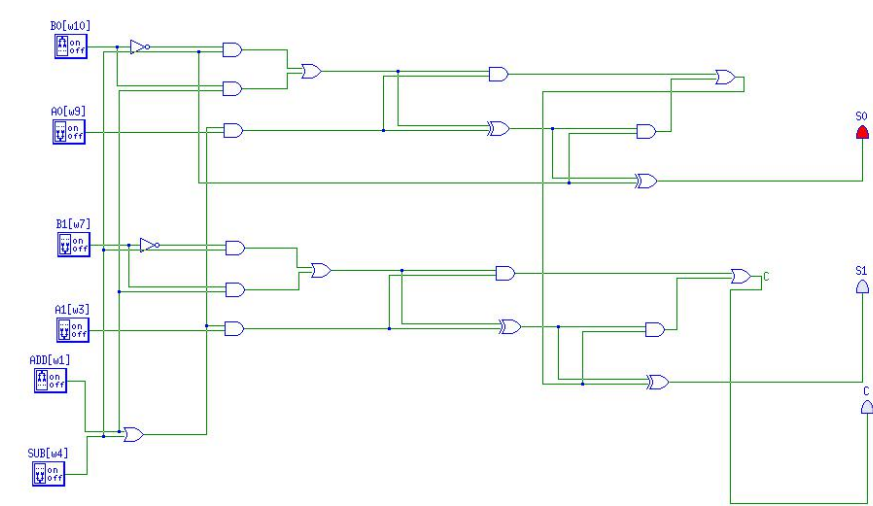 B0[w10]
on
off
A0[w9]
on
off
S0
B1[w7]
on
off
C
S1
A1[w3]
on
off
ADD[w1]
on
off
C
SUB[w4]
on
off